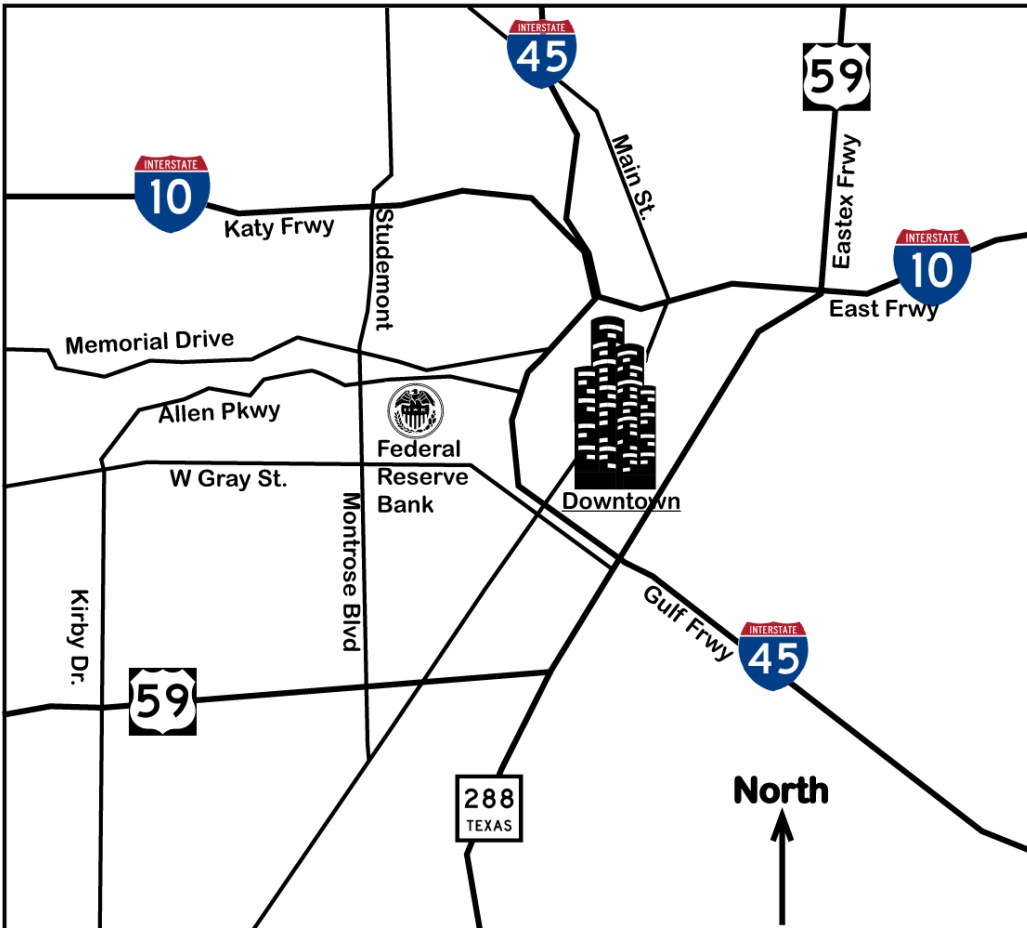 INTERSTATE
45
59
Main St.
INTERSTATE
10
Katy Frwy
Studemont
Eastex Frwy
INTERSTATE
10
East Frwy
Memorial Drive
Allen Pkwy
Federal
Reserve
Bank
W Gray St.
Downtown
Montrose Blvd
Kirby Dr.
Gulf Frwy
INTERSTATE
45
59
288
TEXAS
North